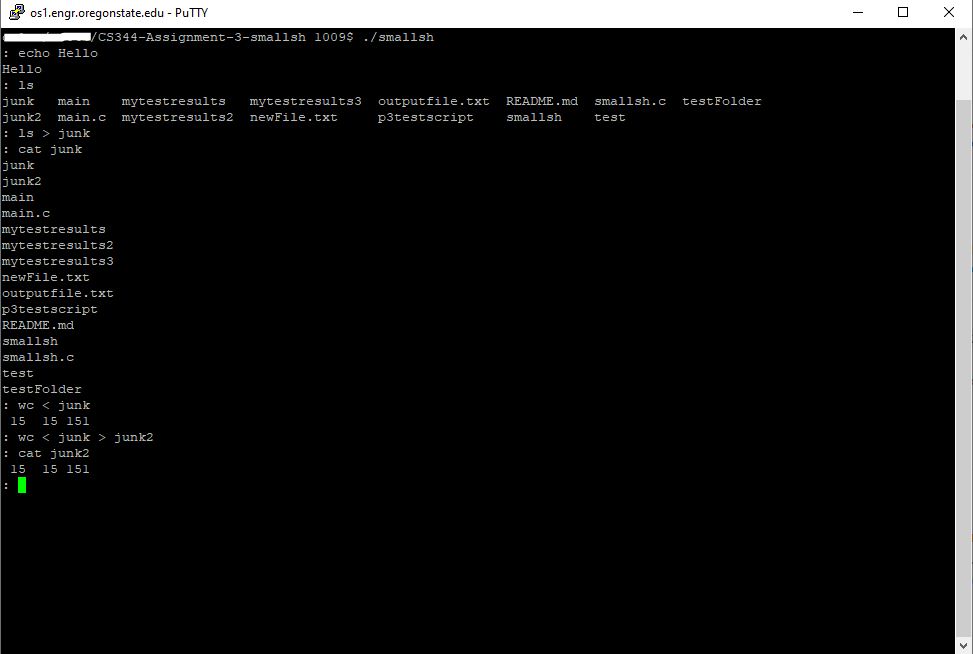 os1.engr.oregonstate.edu - PuTTY
/CS344-Assignment-3-smallsh 1009$ ./smallsh
: echo Hello
Hello
: ls
junk   main    mytestresults   mytestresults3  outputfile.txt  README.md  smallsh.c  testFolder
junk2  main.c  mytestresults2  newFile.txt     p3testscript    smallsh    test
: ls > junk
: cat junk
junk
junk2
main
main.c
mytestresults
mytestresults2
mytestresults3
newFile.txt
outputfile.txt
p3testscript
README.md
smallsh
smallsh.c
test
testFolder
: wc < junk
 15  15 151
: wc < junk > junk2
: cat junk2
 15  15 151
: